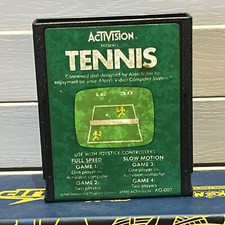 ACTIVISION™
PRESENTS
TENNIS
Conceived and designed by Alan Miller for
enjoyment on your Atari® Video Computer System™
USE WITH JOYSTICK CONTROLLERS
FULL SPEED SLOW MOTION
GAME 1: GAME 3:
One player vs. One player vs.
Activision computer Activision computer
GAME 2: GAME 4:
Two players Two players
©1981 ACTIVISION AG-007